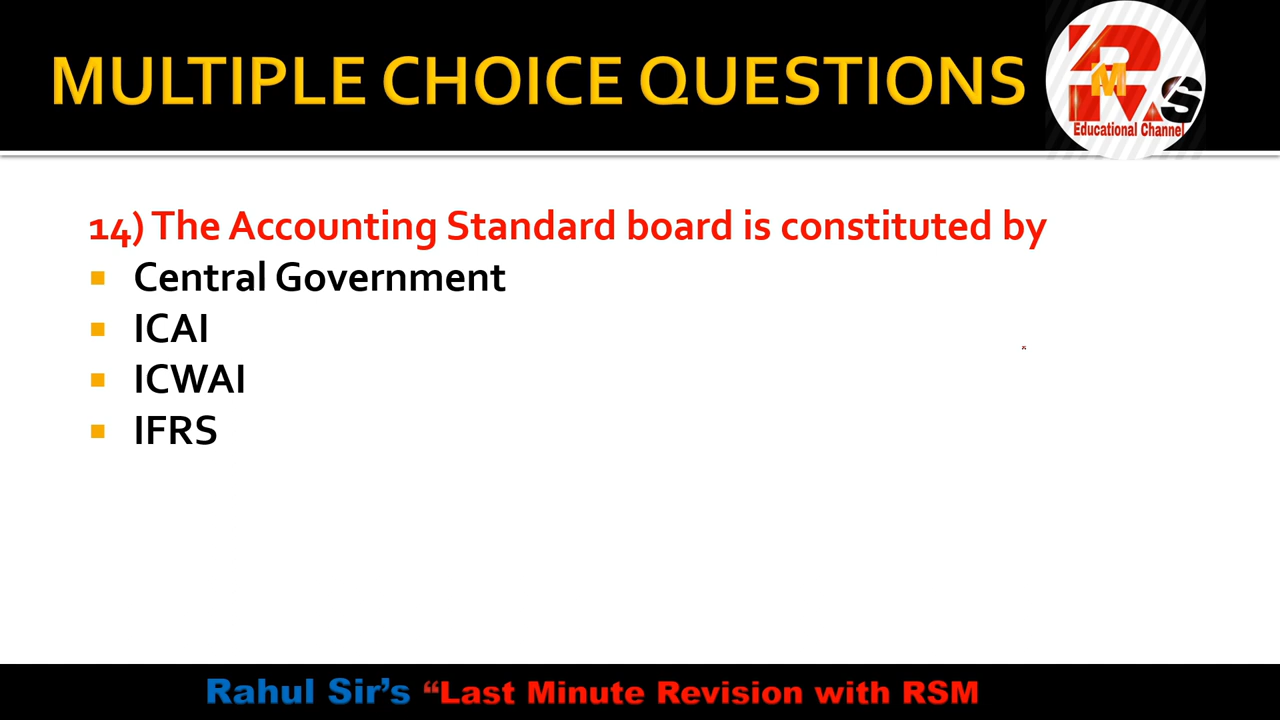 MULTIPLE CHOICE QUESTIONS
RMS
Educational Channel
14) The Accounting Standard board is constituted by
Central Government
ICAI
ICWAI
IFRS
Rahul Sir's “Last Minute Revision with RSM